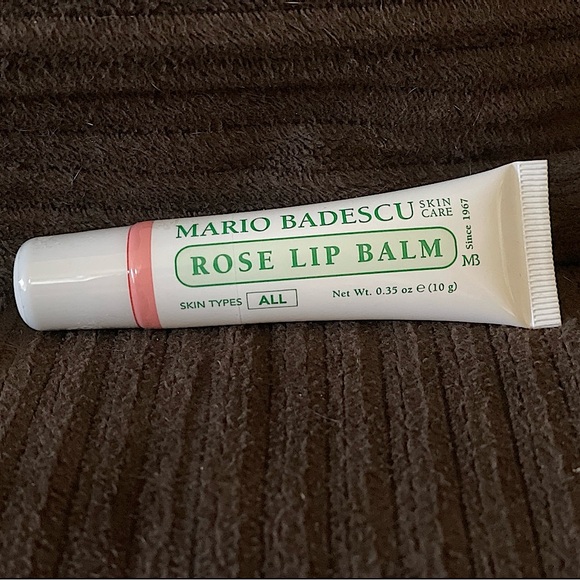 MARIO BADESCU SKIN CARE
ROSE LIP BALM
SKIN TYPES ALL
Net Wt. 0.35 oz ℮ (10 g)
MB Since 1967